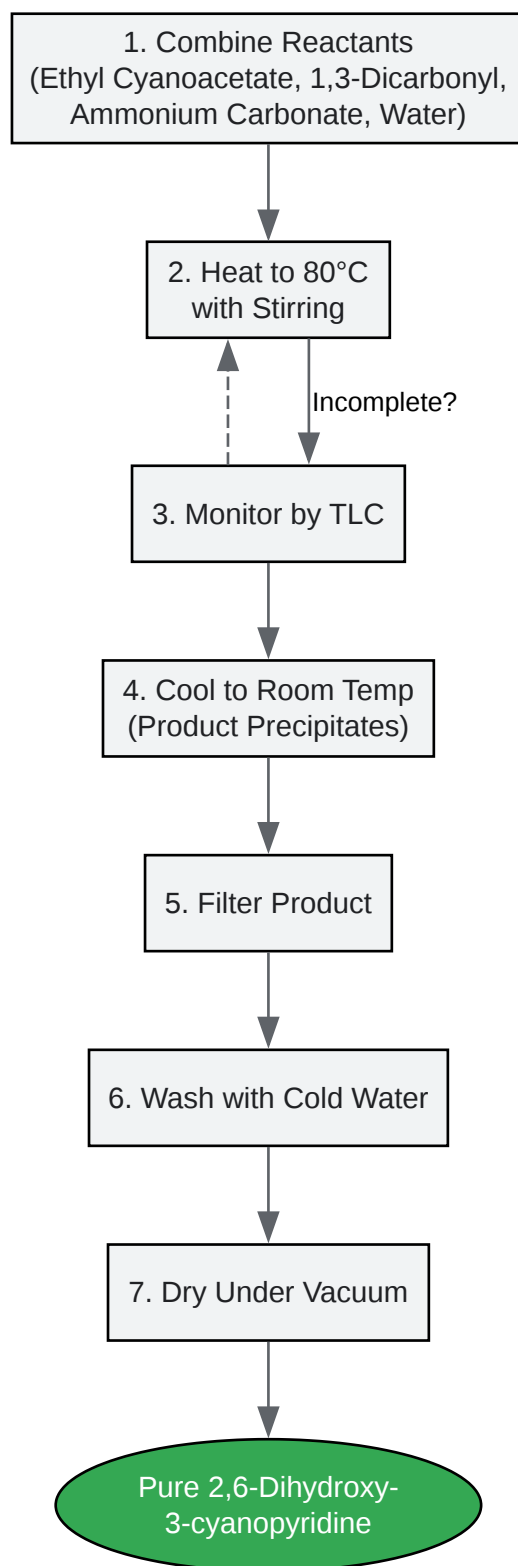 1. Combine Reactants
(Ethyl Cyanoacetate, 1,3-Dicarbonyl,
Ammonium Carbonate, Water)
2. Heat to 80°C
with Stirring
Incomplete?
3. Monitor by TLC
4. Cool to Room Temp
(Product Precipitates)
5. Filter Product
6. Wash with Cold Water
7. Dry Under Vacuum
Pure 2,6-Dihydroxy-
3-cyanopyridine